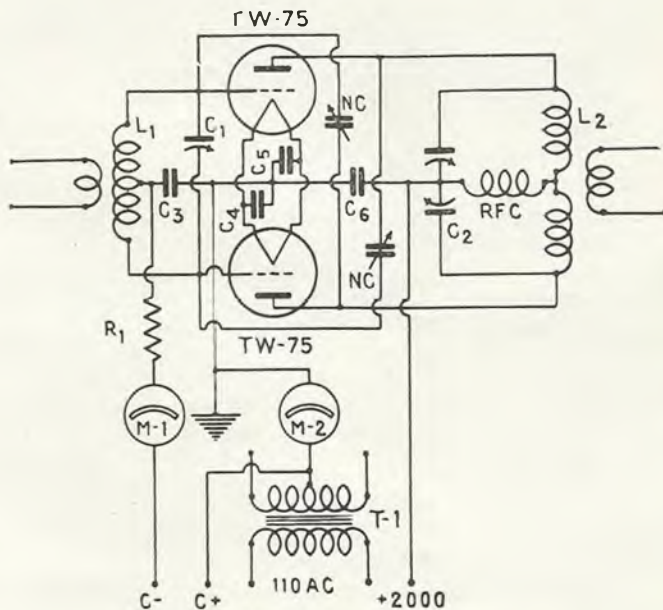 TW-75
L1
C1
NC
C5
L2
C3
C4
C6
C2
RFC
NC
R1
TW-75
M-1
M-2
T-1
110 AC
C- C+ +2000